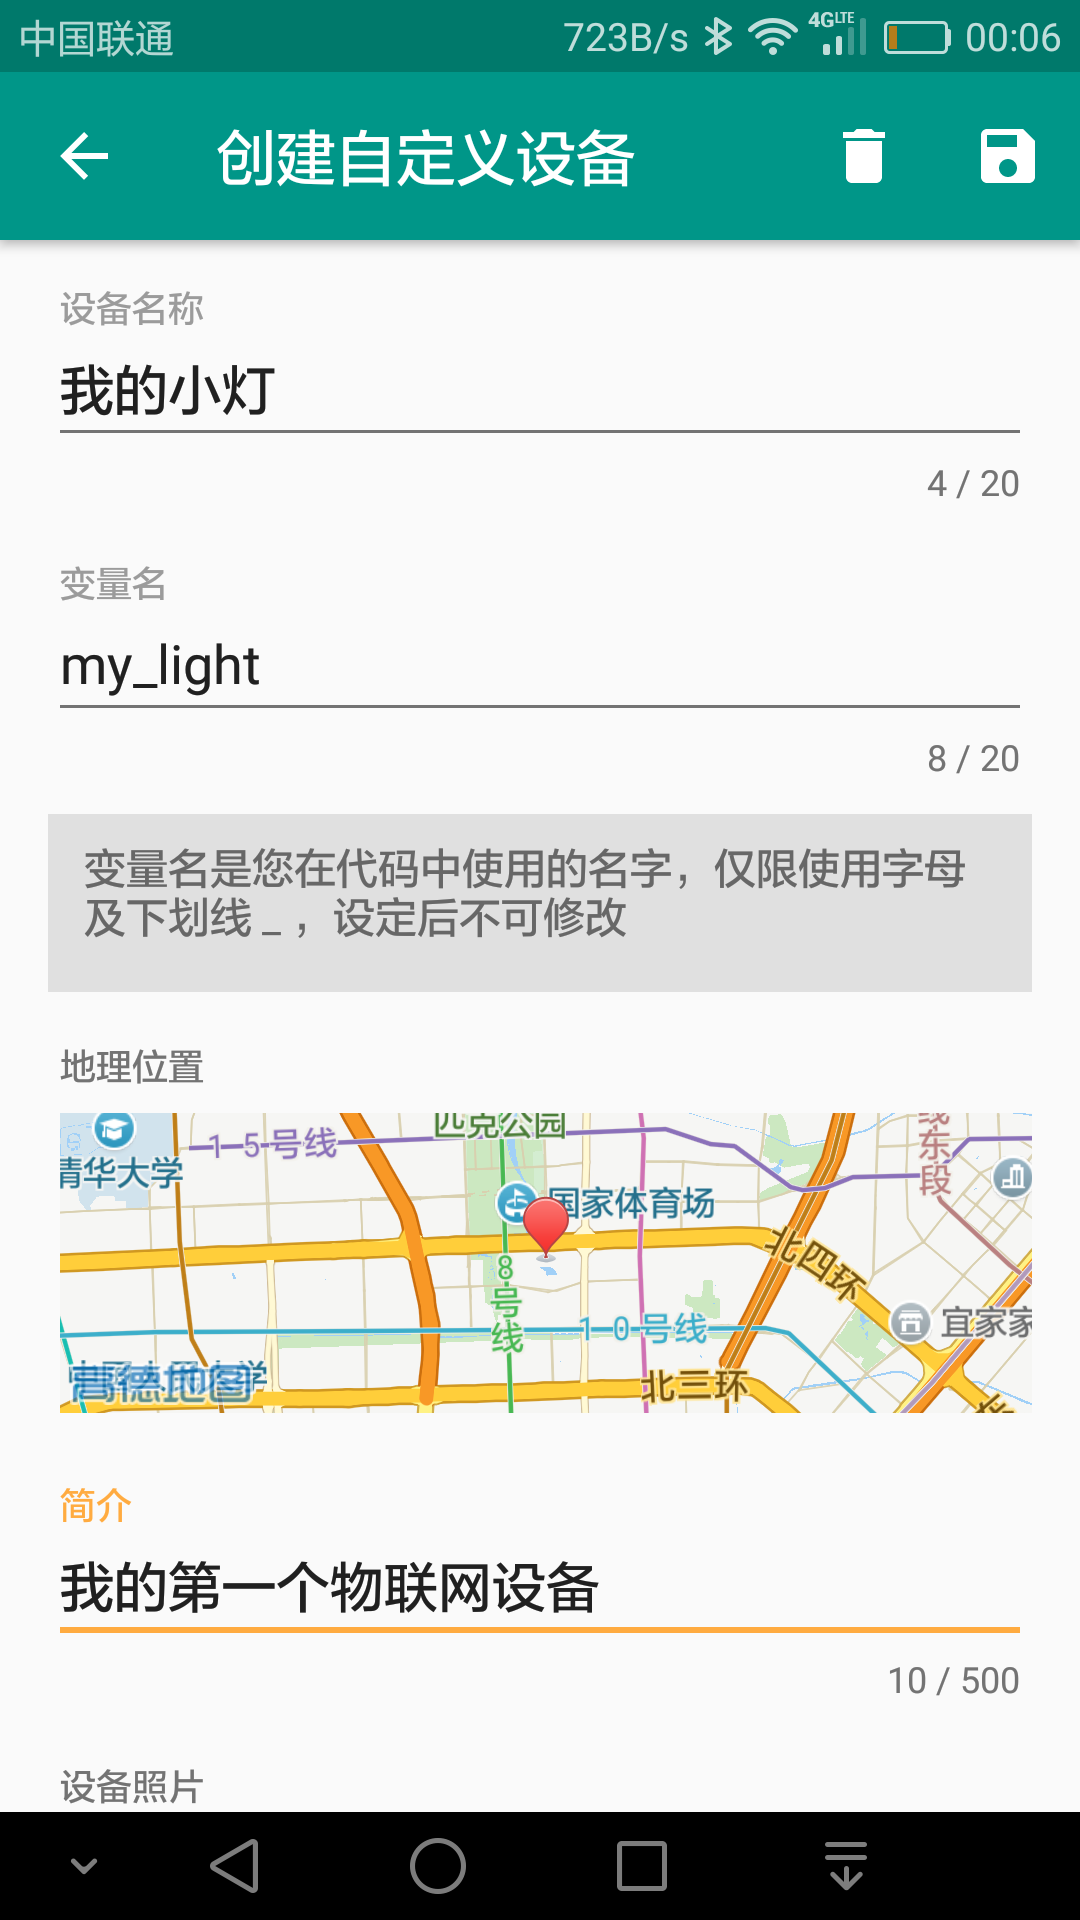 中国联通 723B/s 4G LTE 00:06
创建自定义设备
设备名称
我的小灯
4 / 20
变量名
my_light
8 / 20
变量名是您在代码中使用的名字，仅限使用字母
及下划线 _ ，设定后不可修改
地理位置
匹克公园
15号线
线东段
清华大学
国家体育场
北四环
8号线
10号线
宜家家
高德地图
北三环
简介
我的第一个物联网设备
10 / 500
设备照片